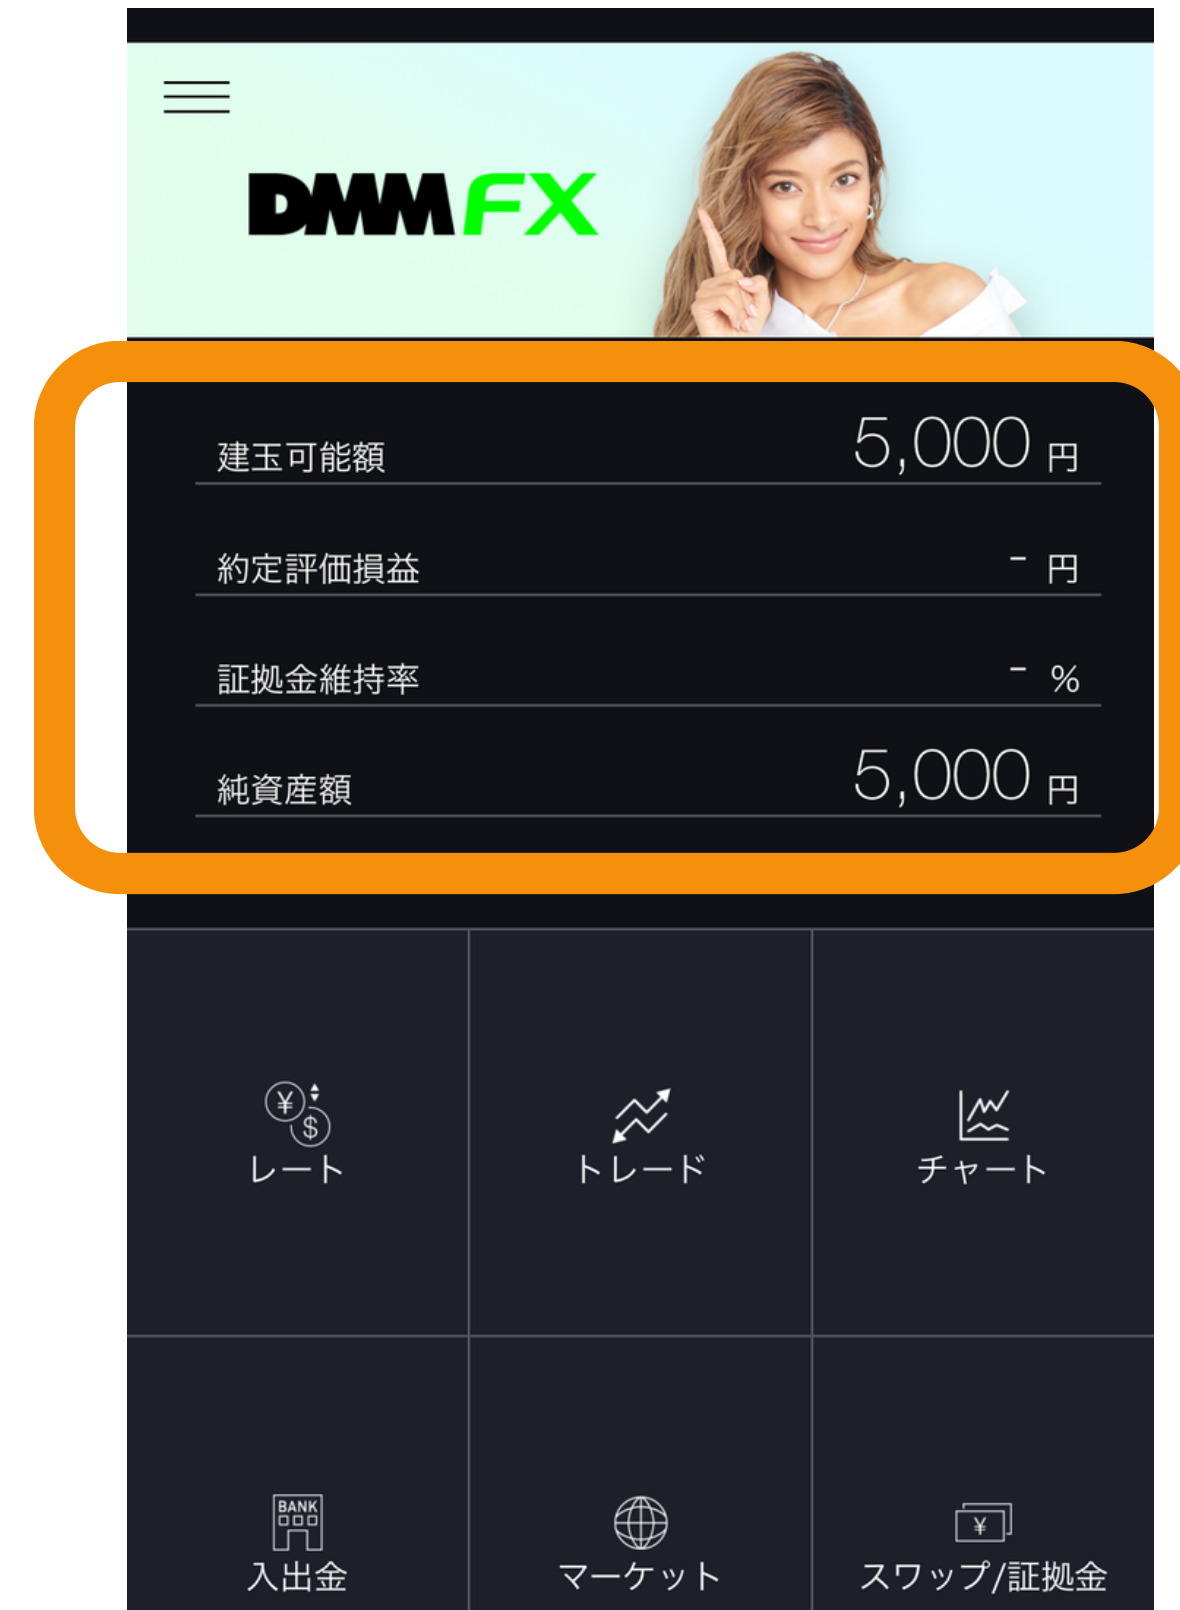 DMM FX
建玉可能額 5,000 円
約定評価損益 - 円
証拠金維持率 - %
純資産額 5,000 円
¥ $
レート トレード チャート
BANK ¥
入出金 マーケット スワップ/証拠金